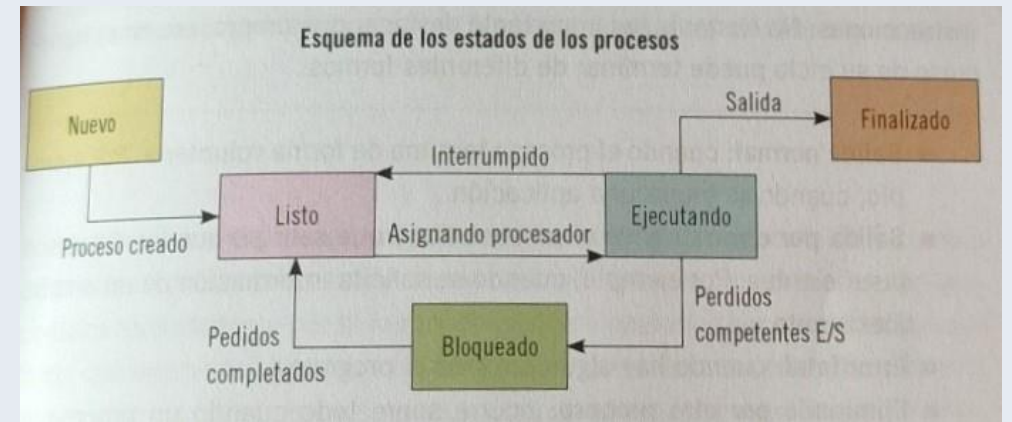 Esquema de los estados de los procesos
Nuevo
Salida
Finalizado
Interrumpido
Listo
Ejecutando
Proceso creado
Asignando procesador
Pedidos
completados
Bloqueado
Perdidos
competentes E/S